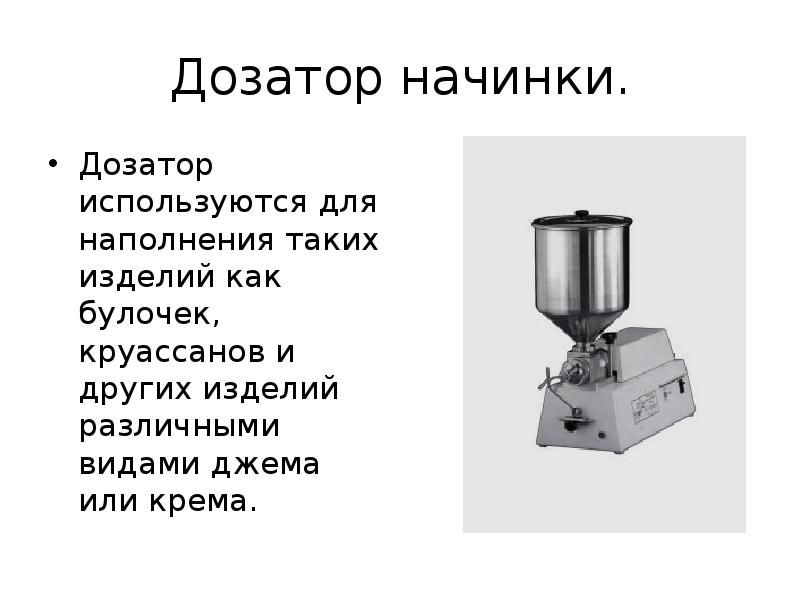 Дозатор начинки.
• Дозатор
используются для
наполнения таких
изделий как
булочек,
круассанов и
других изделий
различными
видами джема
или крема.